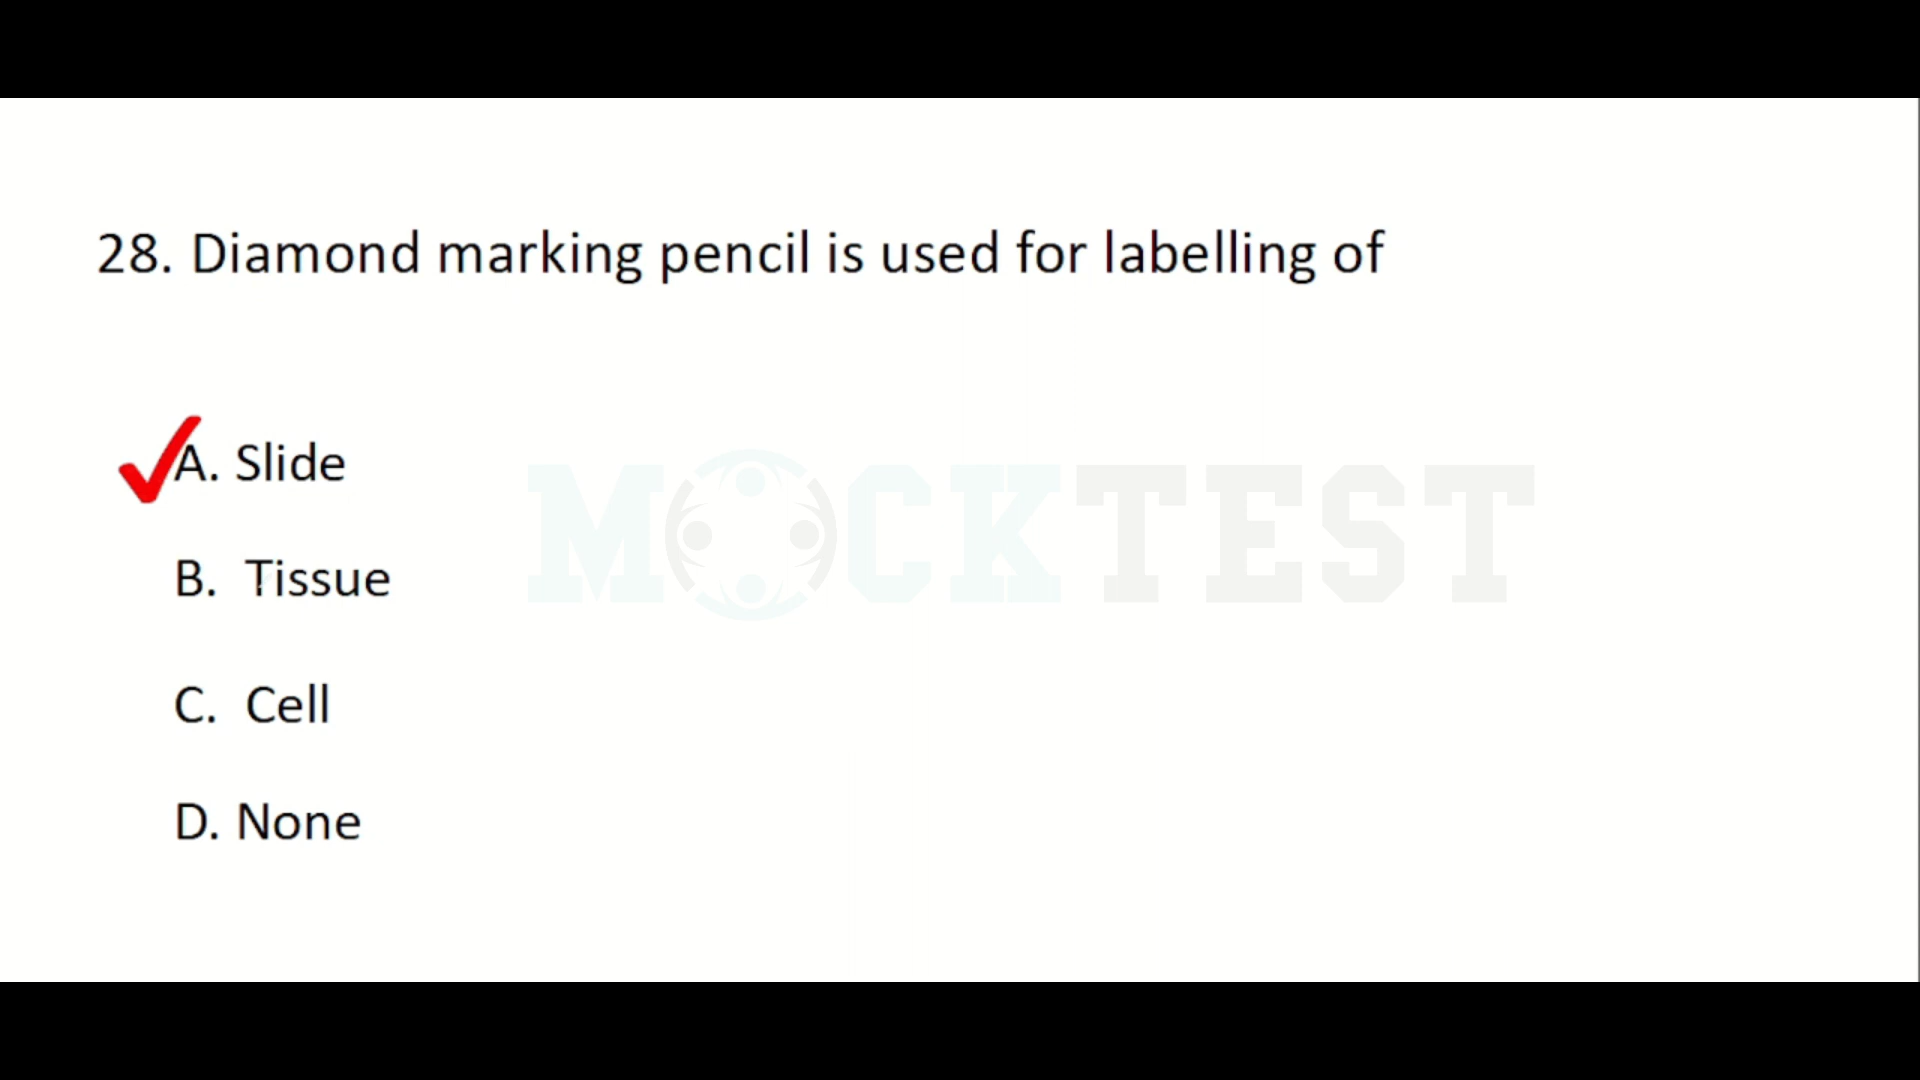 28. Diamond marking pencil is used for labelling of
A. Slide
MOCKTEST
B. Tissue
C. Cell
D. None